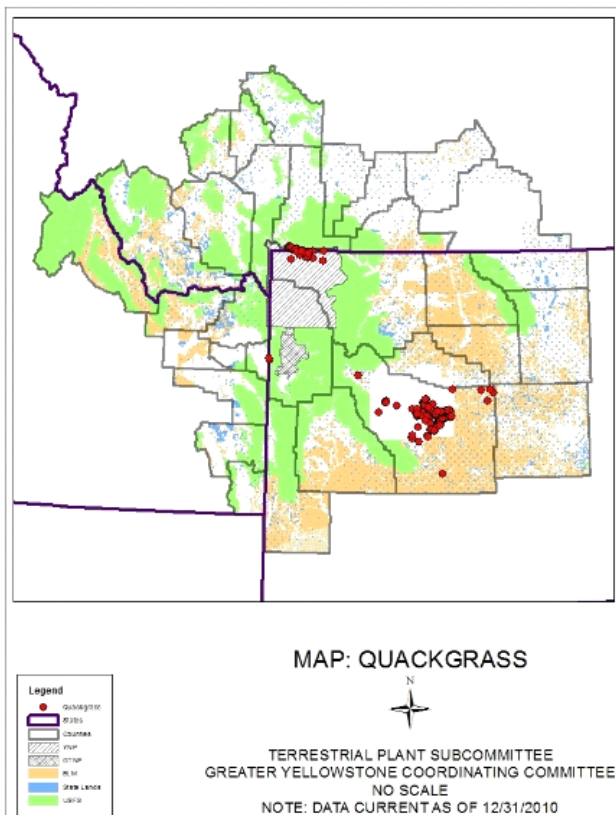 MAP: QUACKGRASS
N
TERRESTRIAL PLANT SUBCOMMITTEE
GREATER YELLOWSTONE COORDINATING COMMITTEE
NO SCALE
NOTE: DATA CURRENT AS OF 12/31/2010
Legend
Quackgrass
States
Counties
YNP
GTNP
BLM
State Lands
USFS